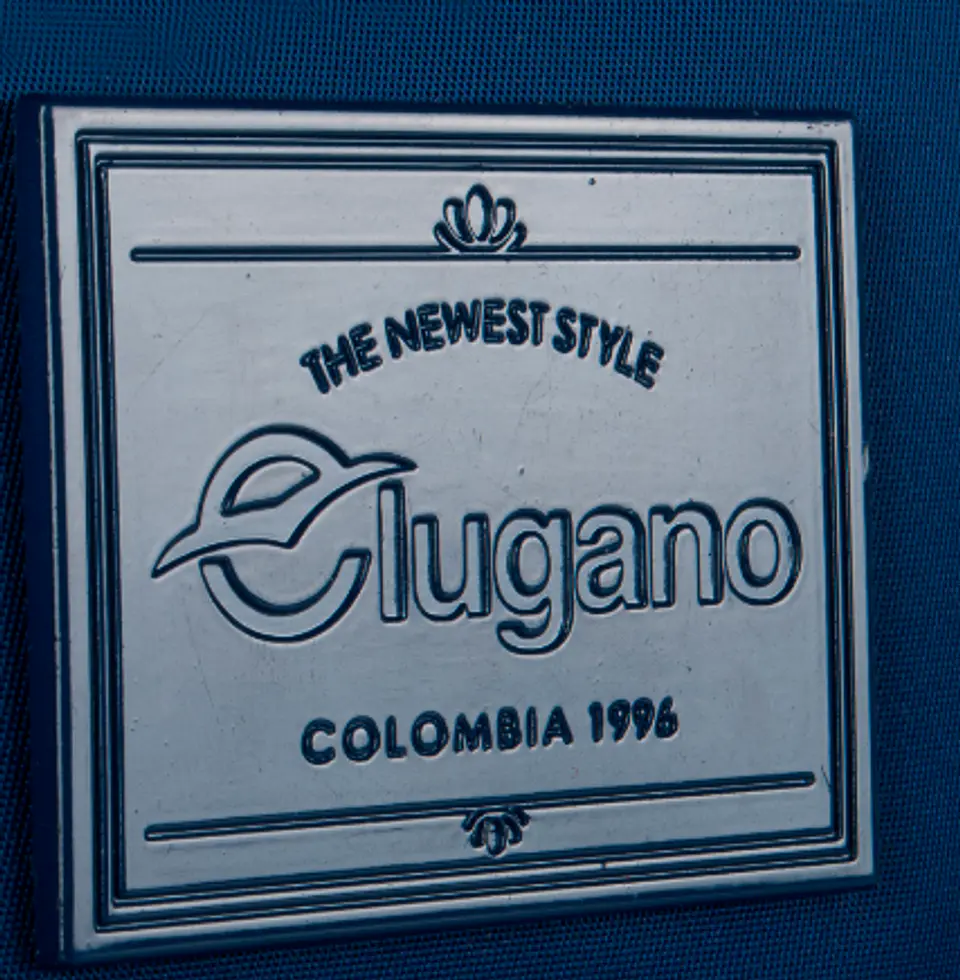 THE NEWEST STYLE
elugano
COLOMBIA 1996